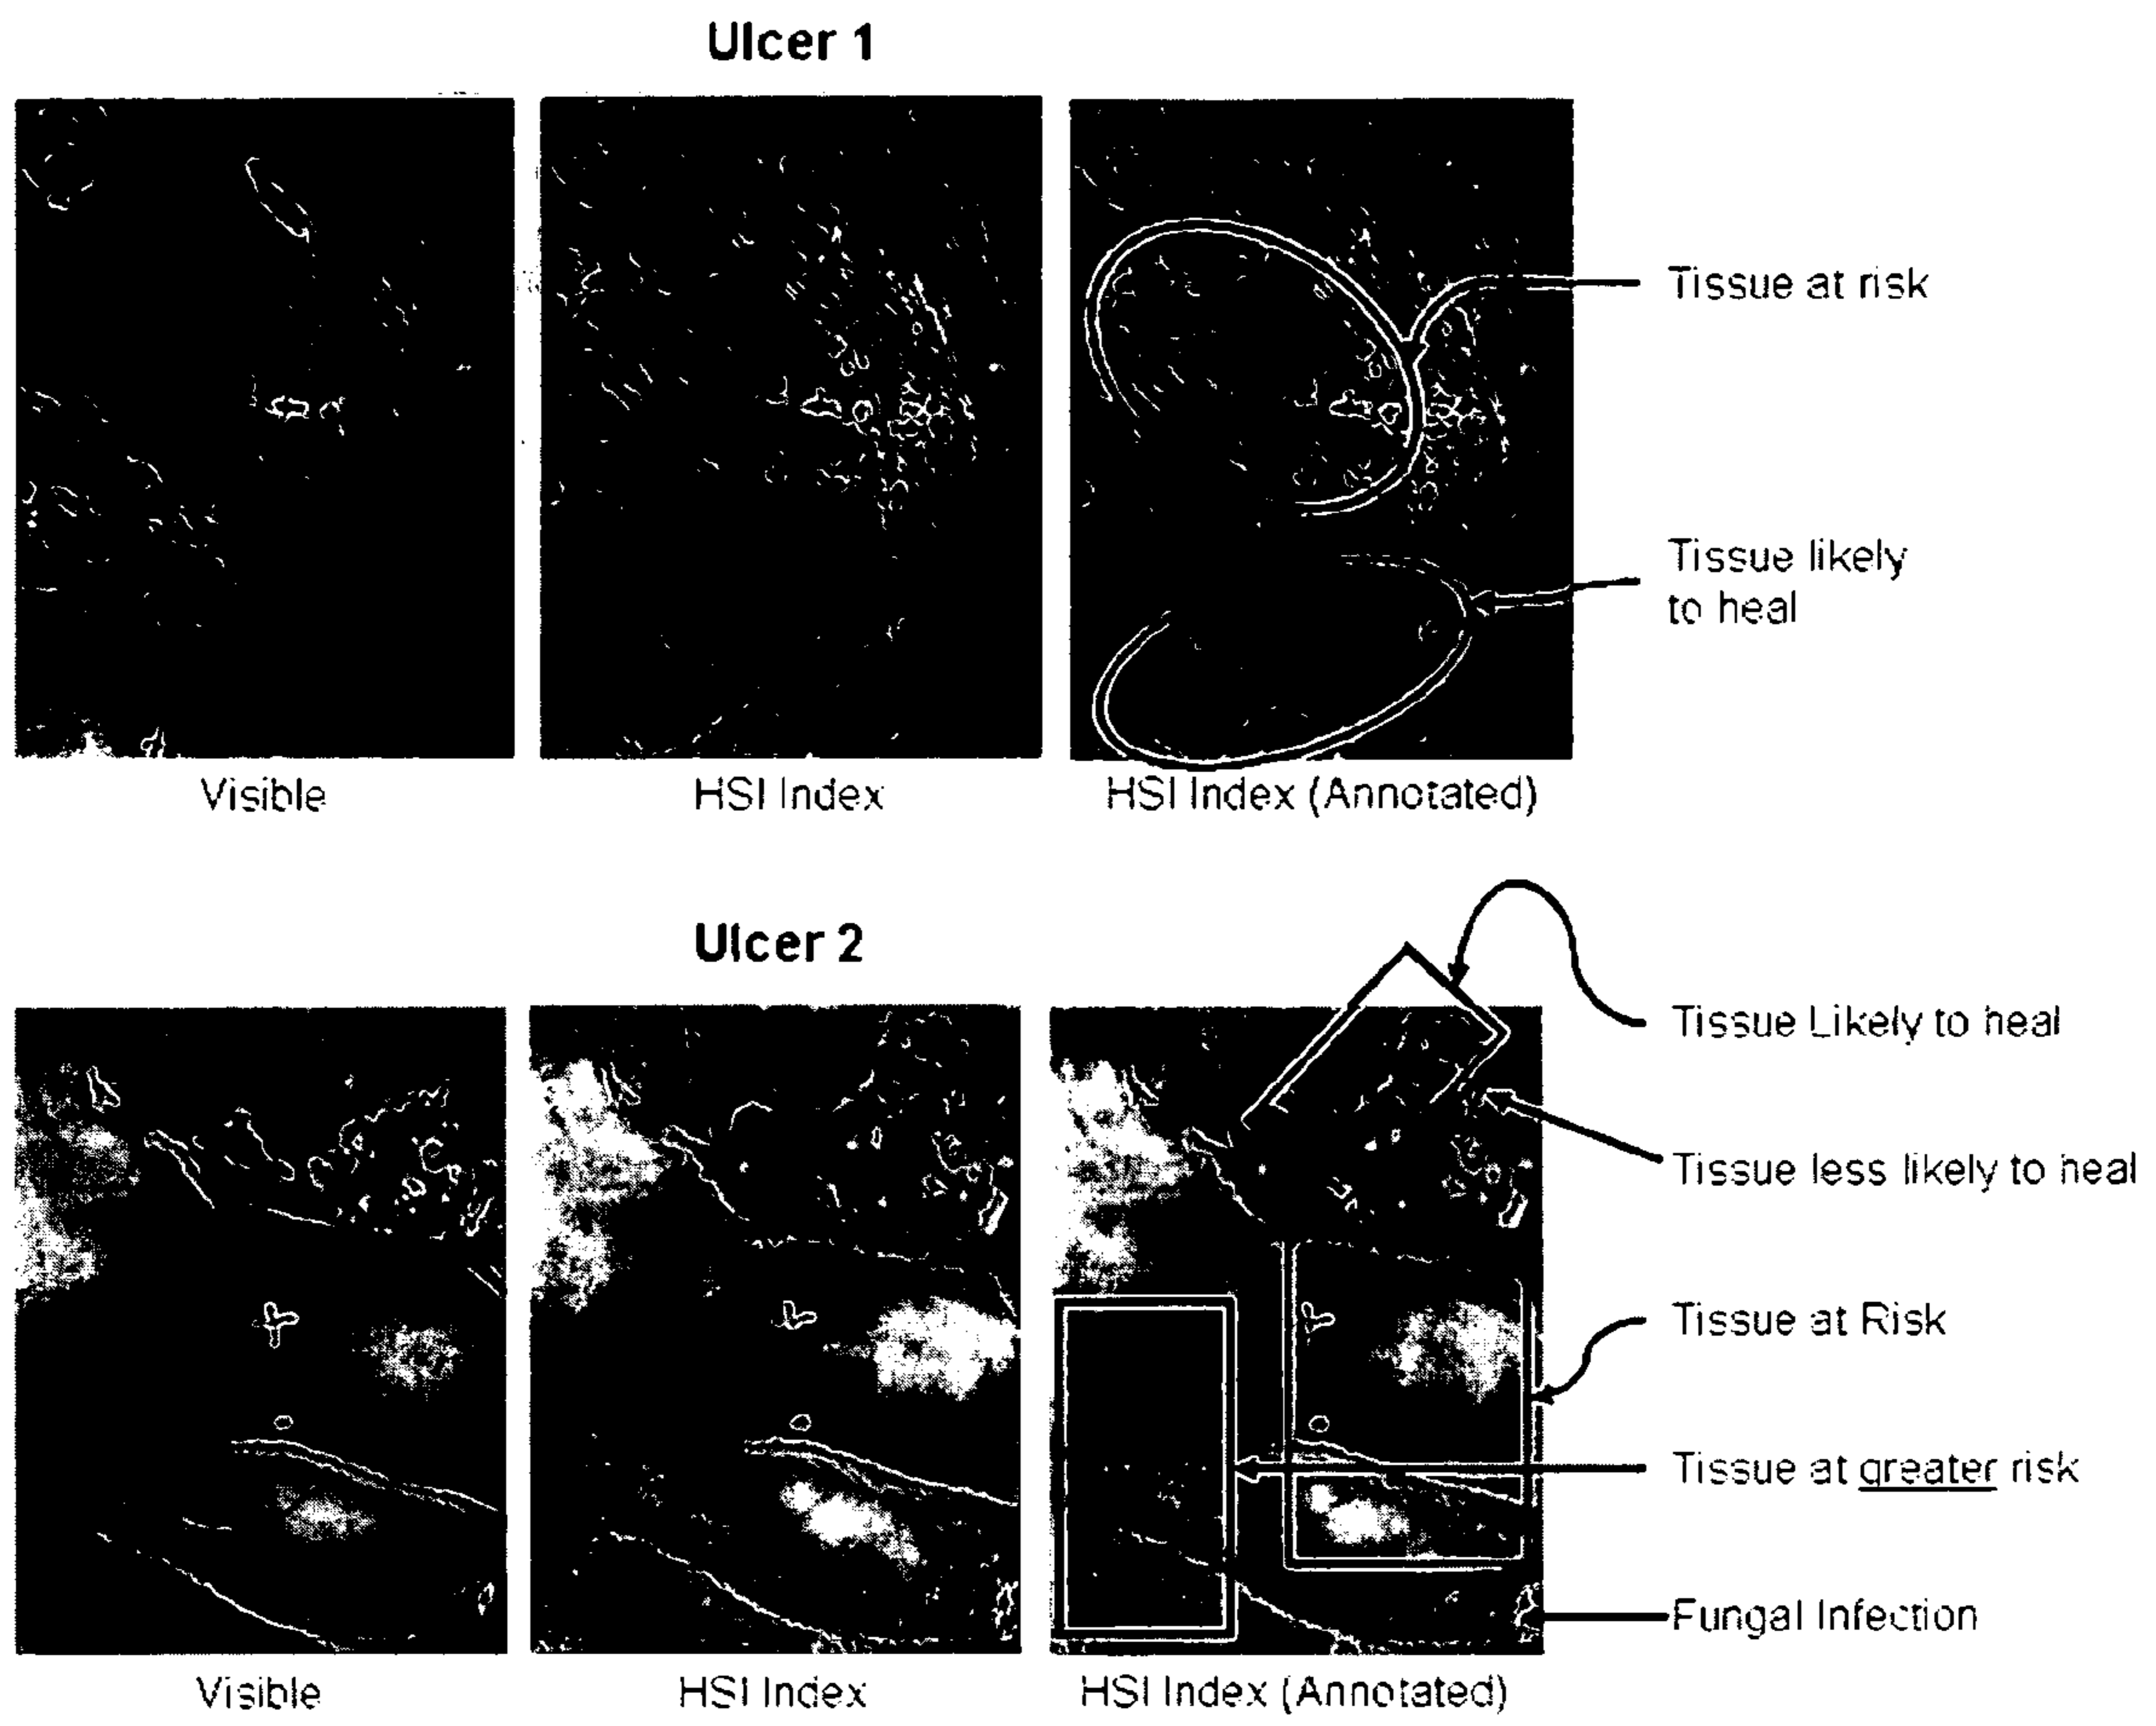 Ulcer 1
Tissue at risk
Tissue likely
to heal
Visible
HSI Index
HSI Index (Annotated)
Ulcer 2
Tissue Likely to heal
Tissue less likely to heal
Tissue at Risk
Tissue at greater risk
Fungal Infection
Visible
HSI Index
HSI Index (Annotated)